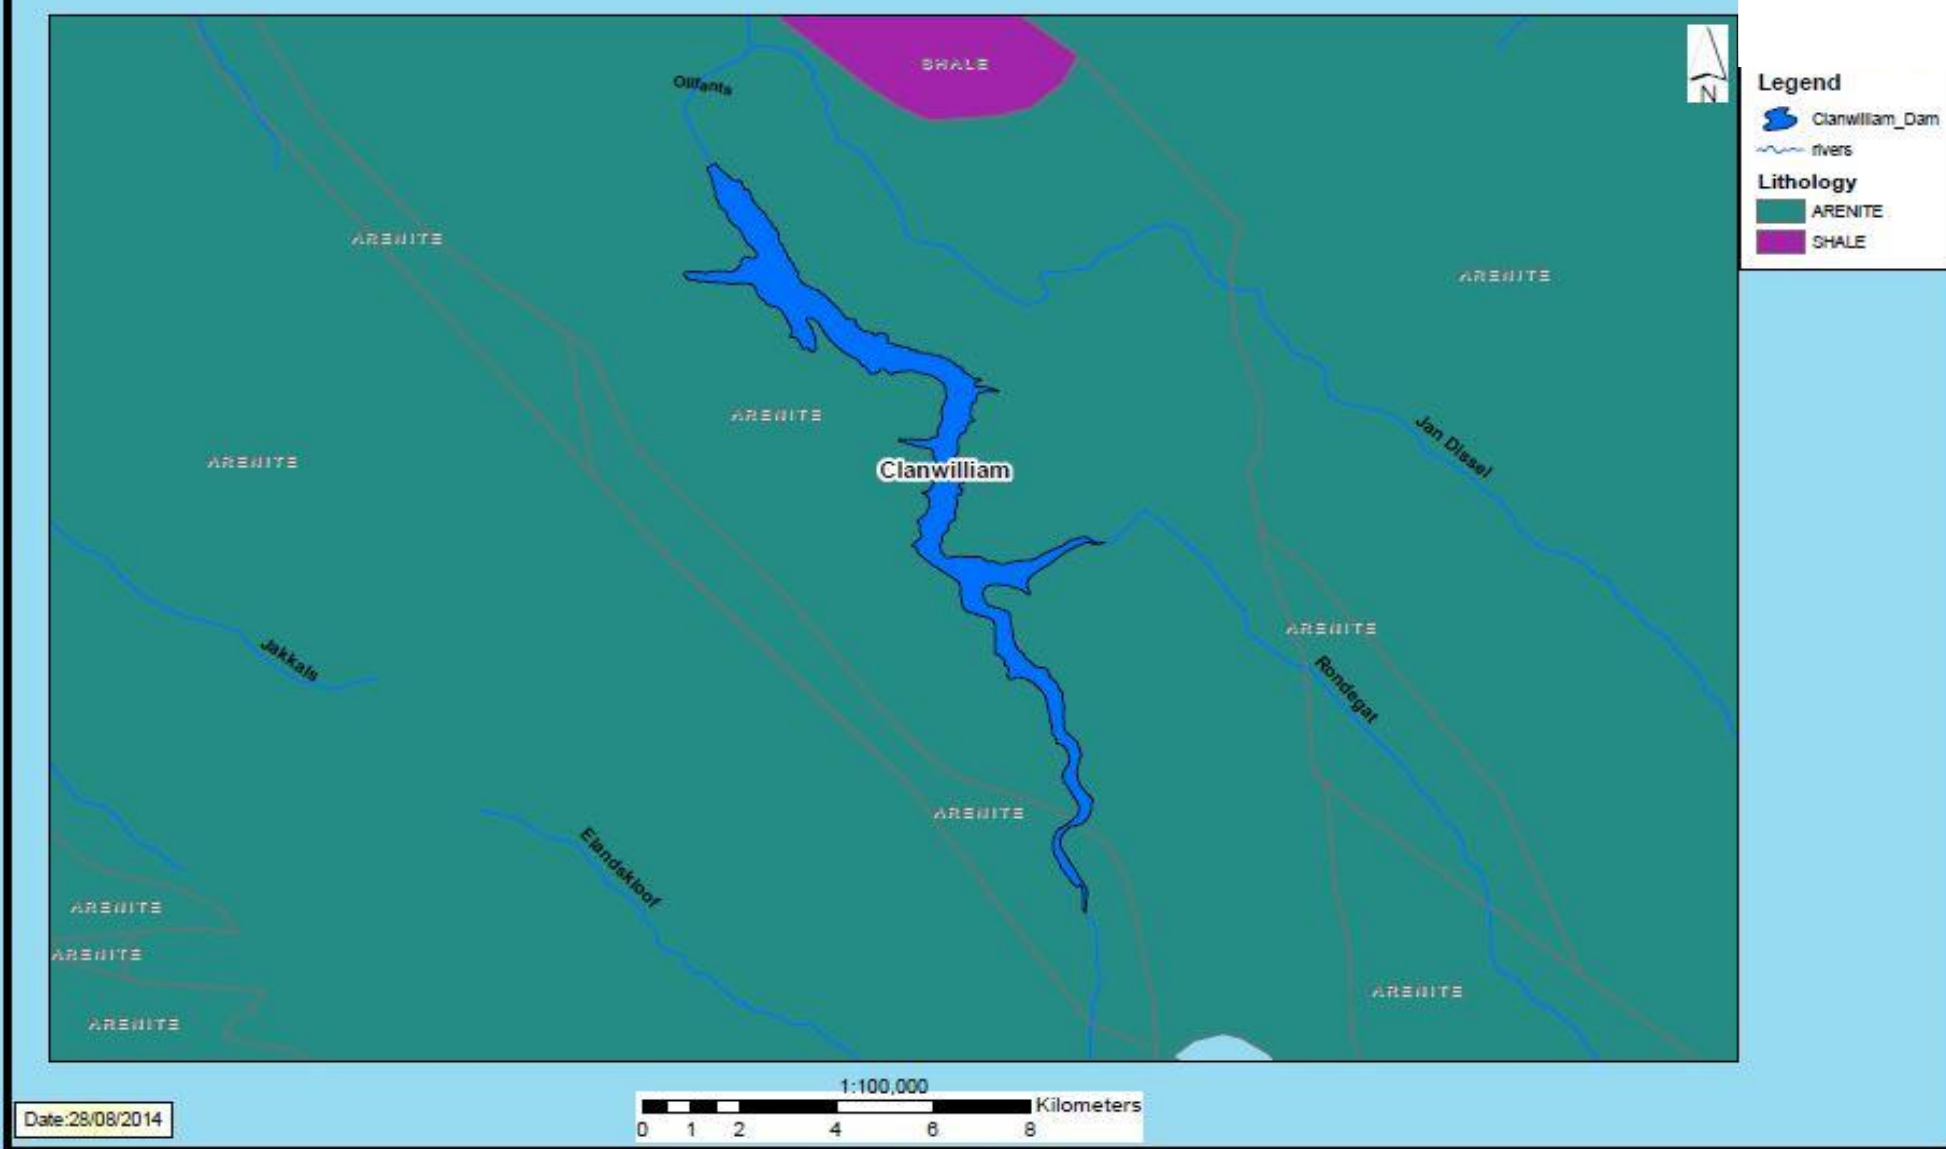 SHALE
Olifants
N
Legend
Clanwilliam_Dam
rivers
Lithology
ARENITE
SHALE
ARENITE
ARENITE
ARENITE
ARENITE
Clanwilliam
Jan Dissel
ARENITE
Jakkals
Rondegat
ARENITE
Elandskloof
ARENITE
ARENITE
ARENITE
ARENITE
1:100,000
Kilometers
0 1 2 4 6 8
Date:28/08/2014